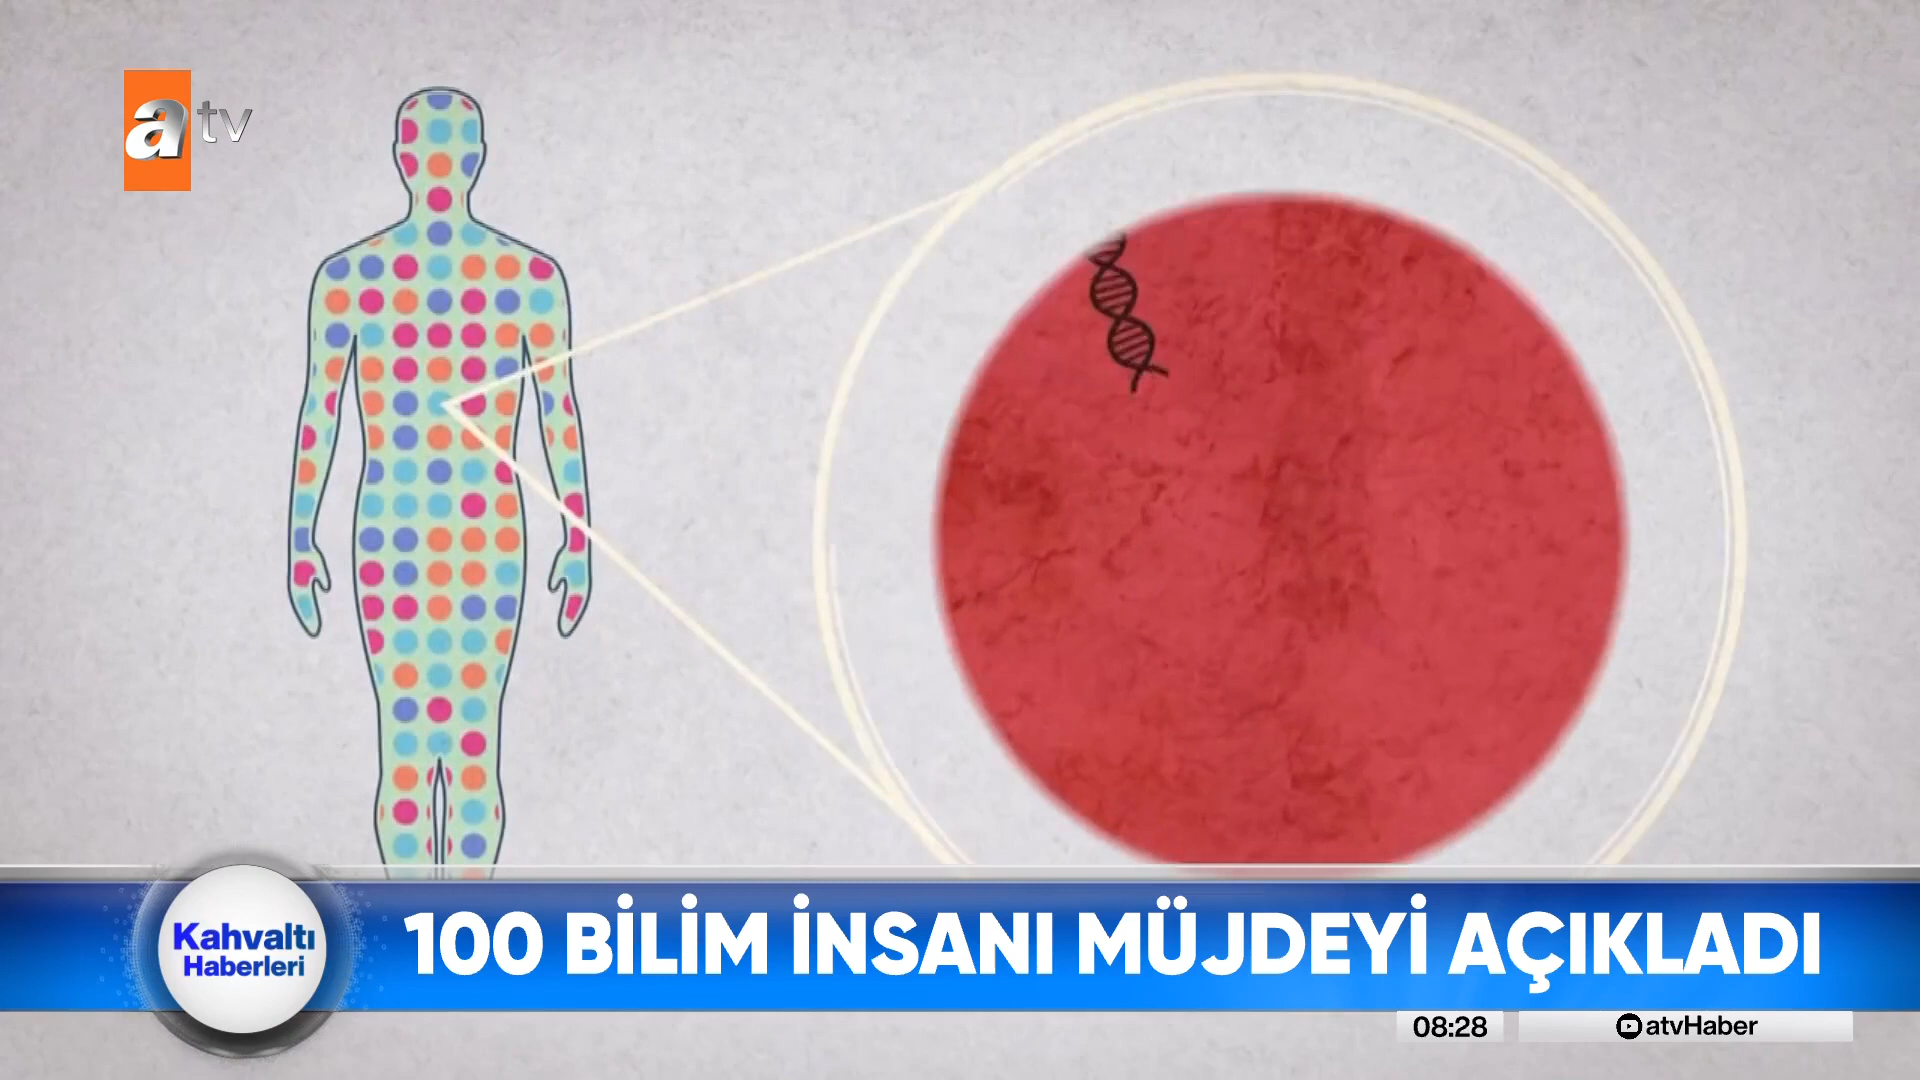 atv
100 BİLİM İNSANI MÜJDEYİ AÇIKLADI
Kahvaltı
Haberleri
08:28
atvHaber